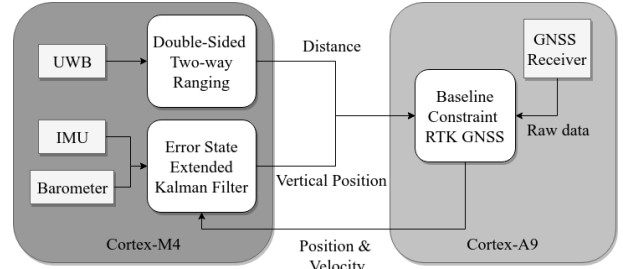 UWB
Double-Sided
Two-way
Ranging
Distance
GNSS
Receiver
Baseline
Constraint
RTK GNSS
Raw data
IMU
Barometer
Error State
Extended
Kalman Filter
Vertical Position
Cortex-M4
Position &
Velocity
Cortex-A9